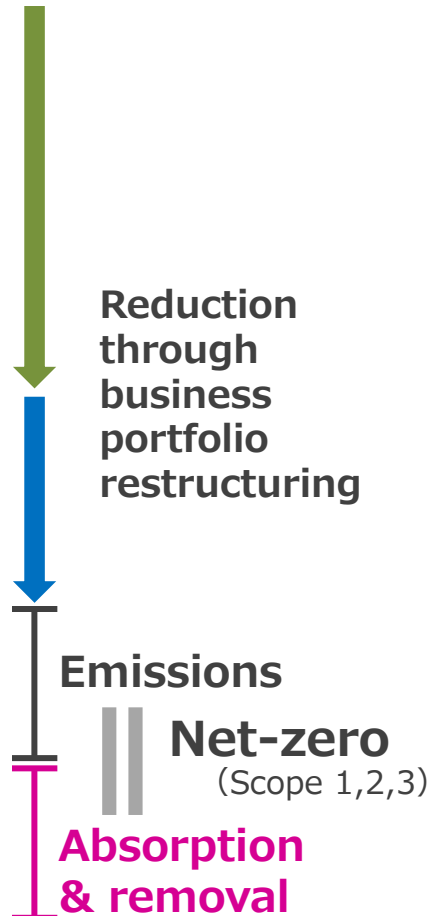 Reduction
through
business
portfolio
restructuring
Emissions
Net-zero
（Scope 1,2,3）
Absorption
& removal